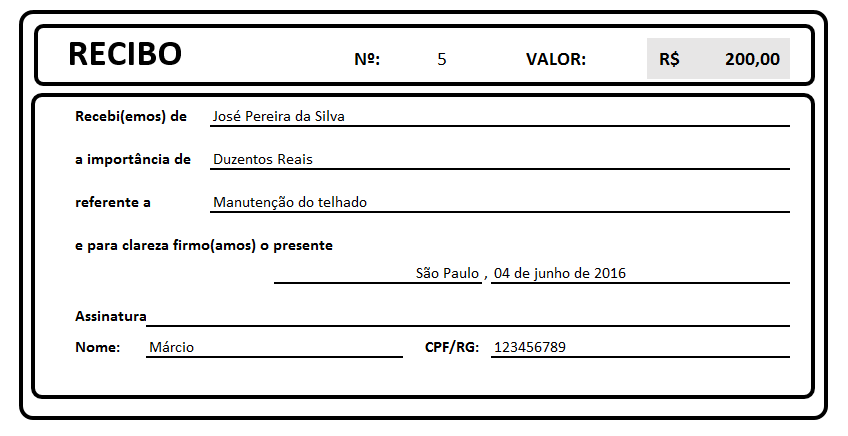 RECIBO Nº: 5 VALOR: R$ 200,00
Recebi(emos) de José Pereira da Silva
a importância de Duzentos Reais
referente a Manutenção do telhado
e para clareza firmo(amos) o presente
São Paulo , 04 de junho de 2016
Assinatura
Nome: Márcio CPF/RG: 123456789